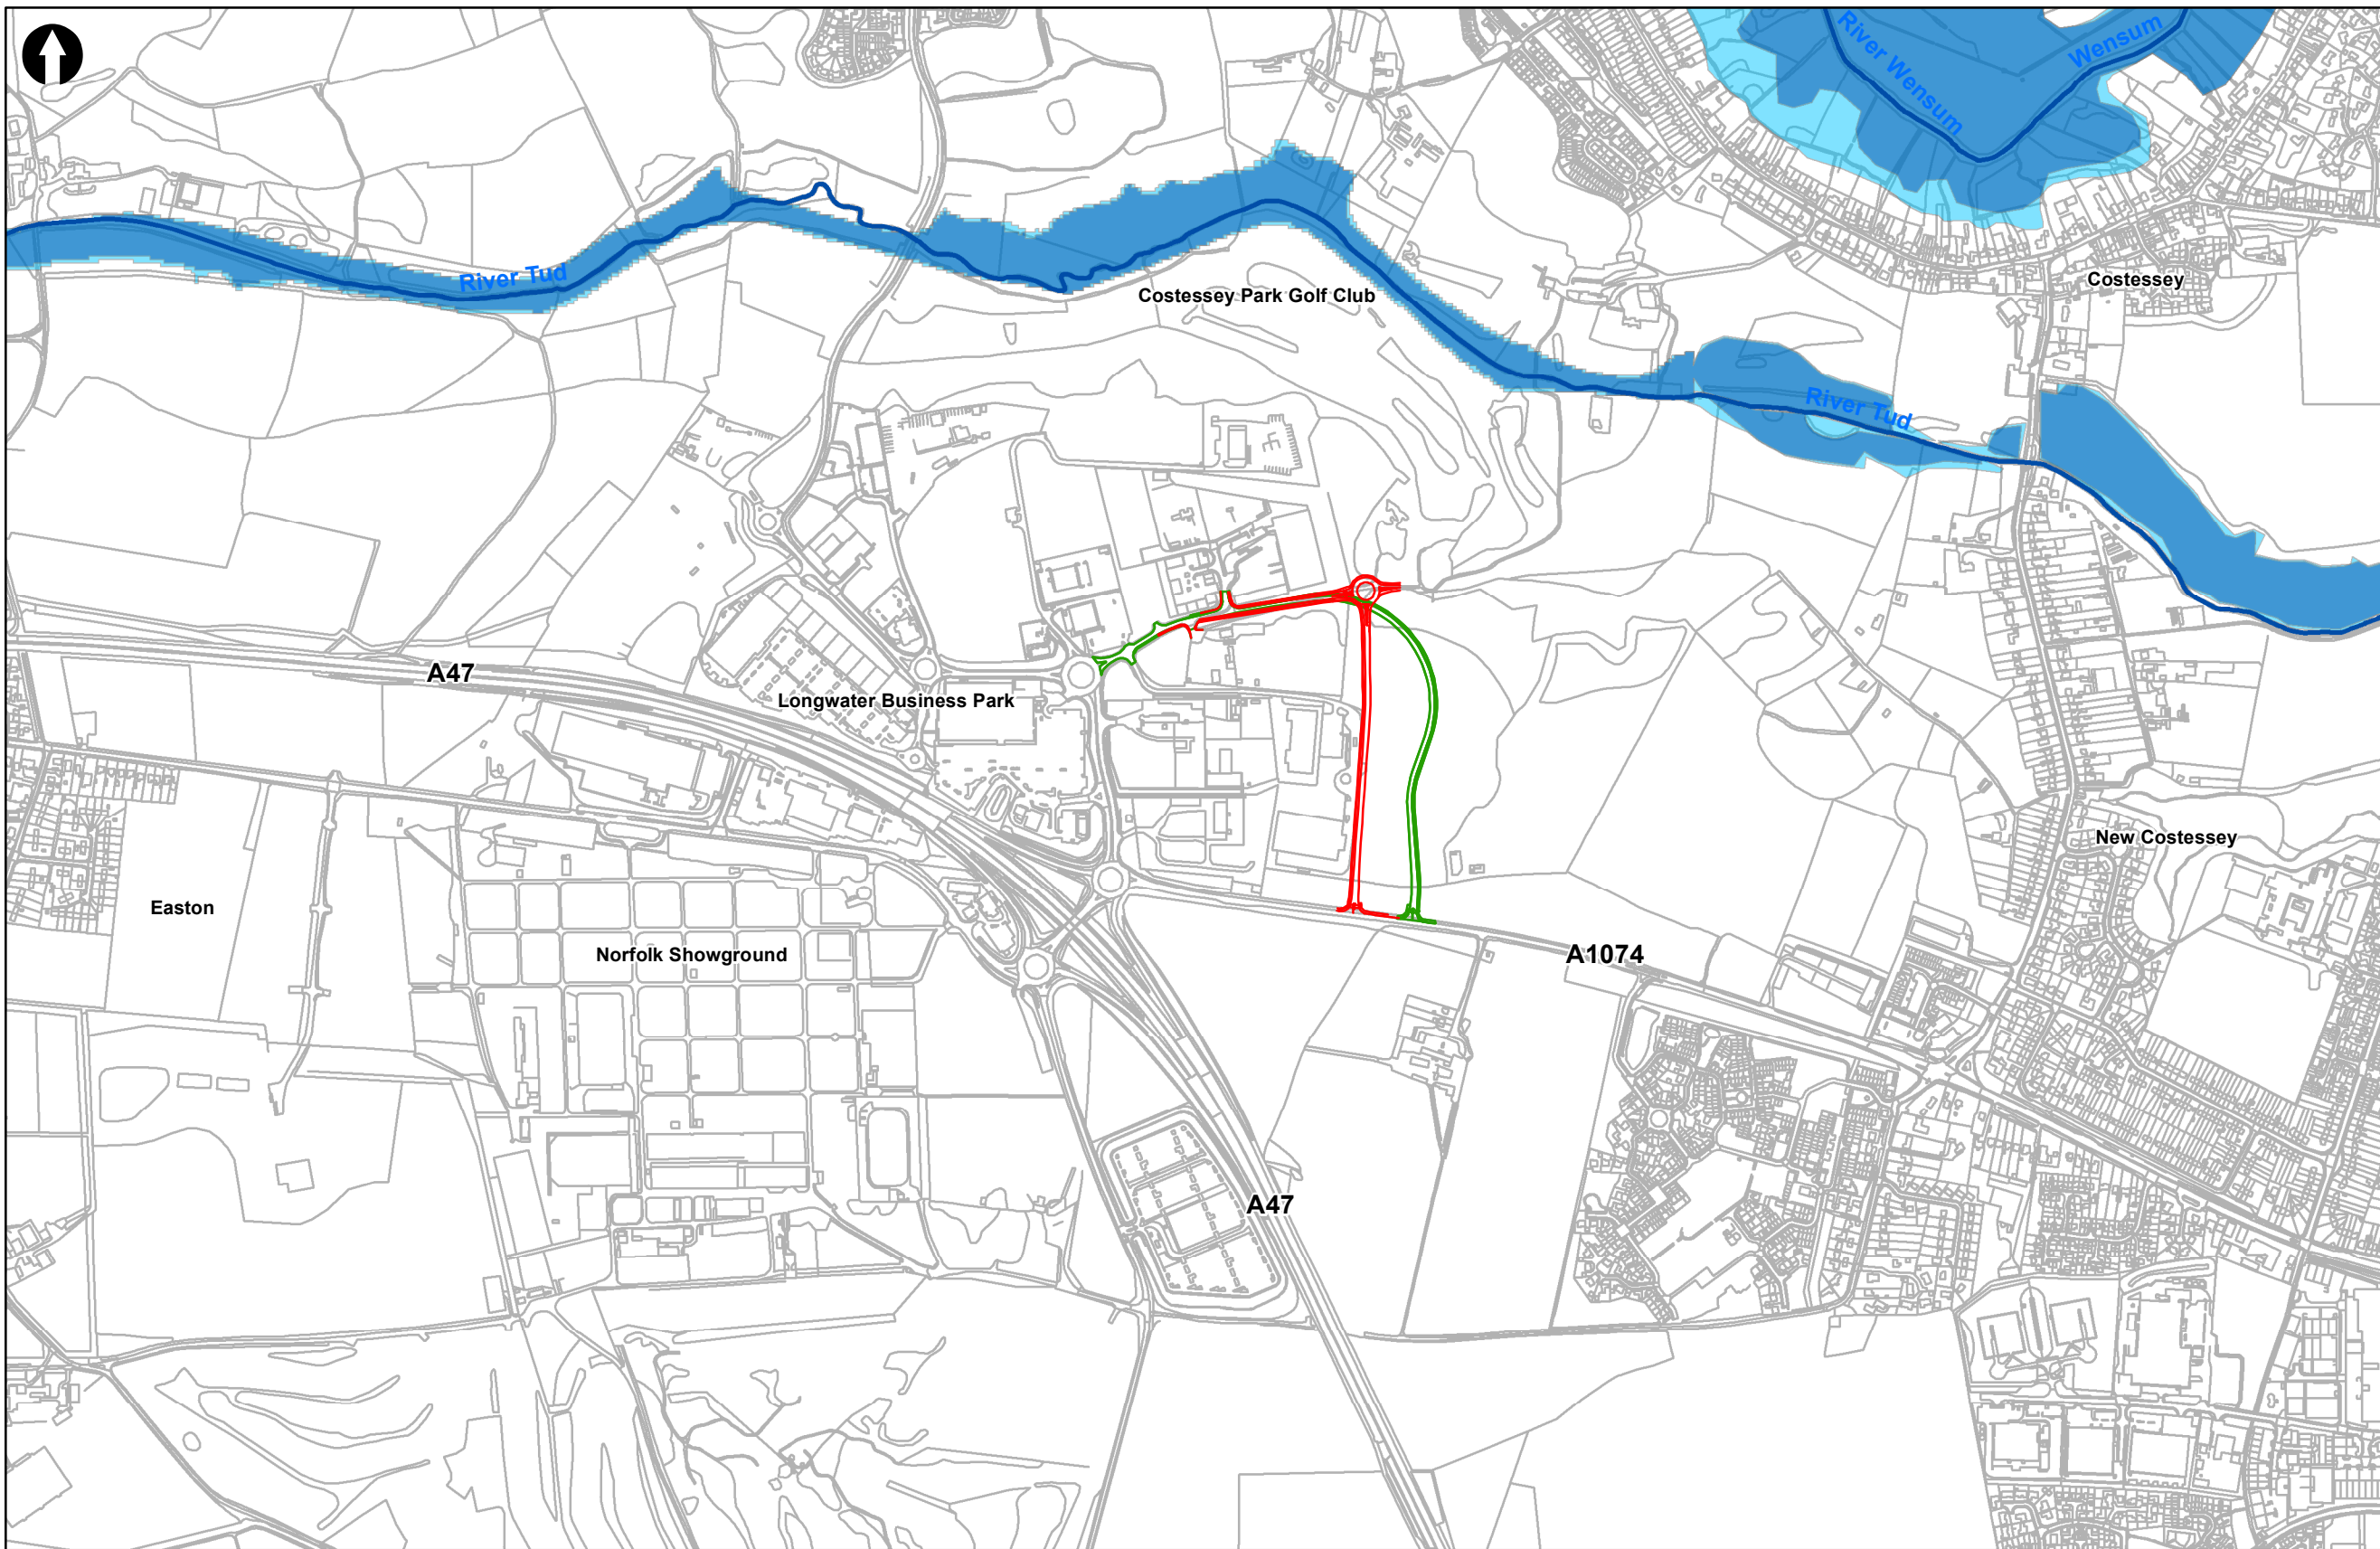 River Wensum
Wensum
River Tud
Costessey Park Golf Club
Costessey
River Tud
A47
Longwater Business Park
New Costessey
Easton
Norfolk Showground
A1074
A47